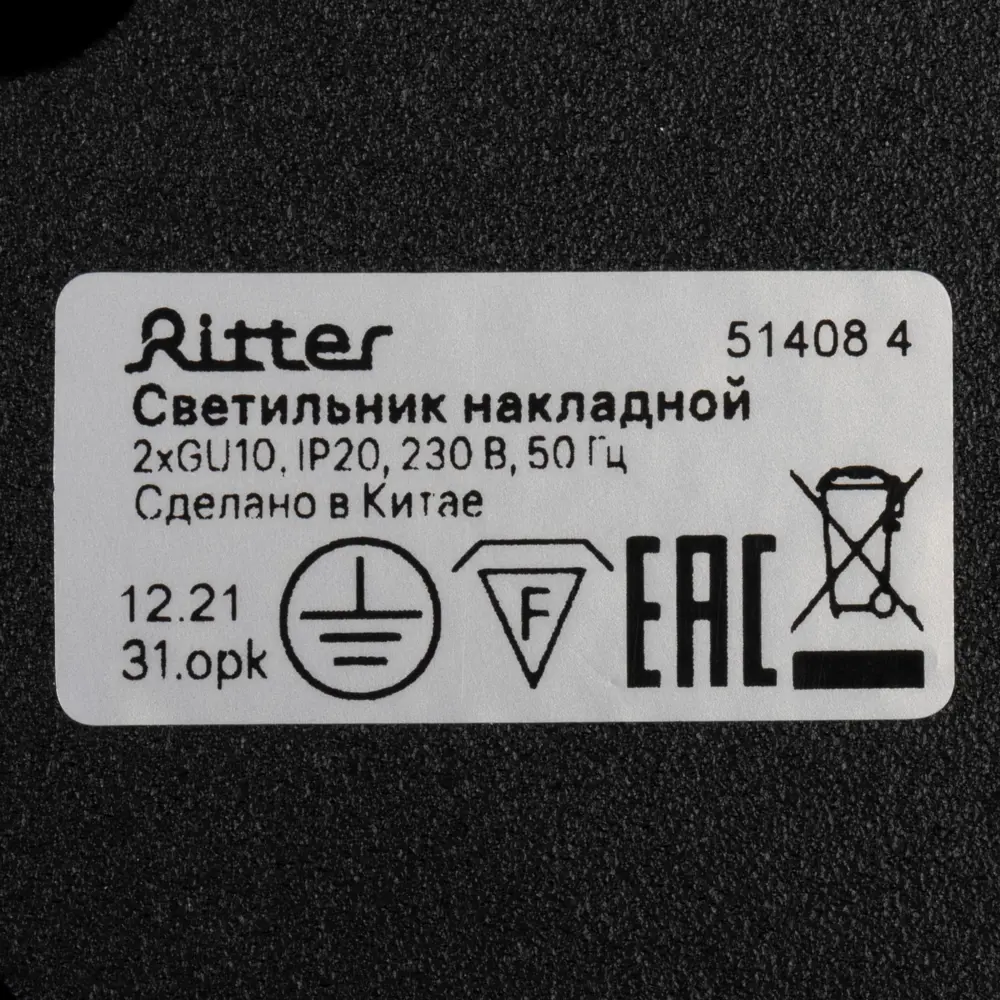 Ritter
51408 4
Светильник накладной
2xGU10, IP20, 230 В, 50 Гц
Сделано в Китае
12.21
31.opk
F
EAC